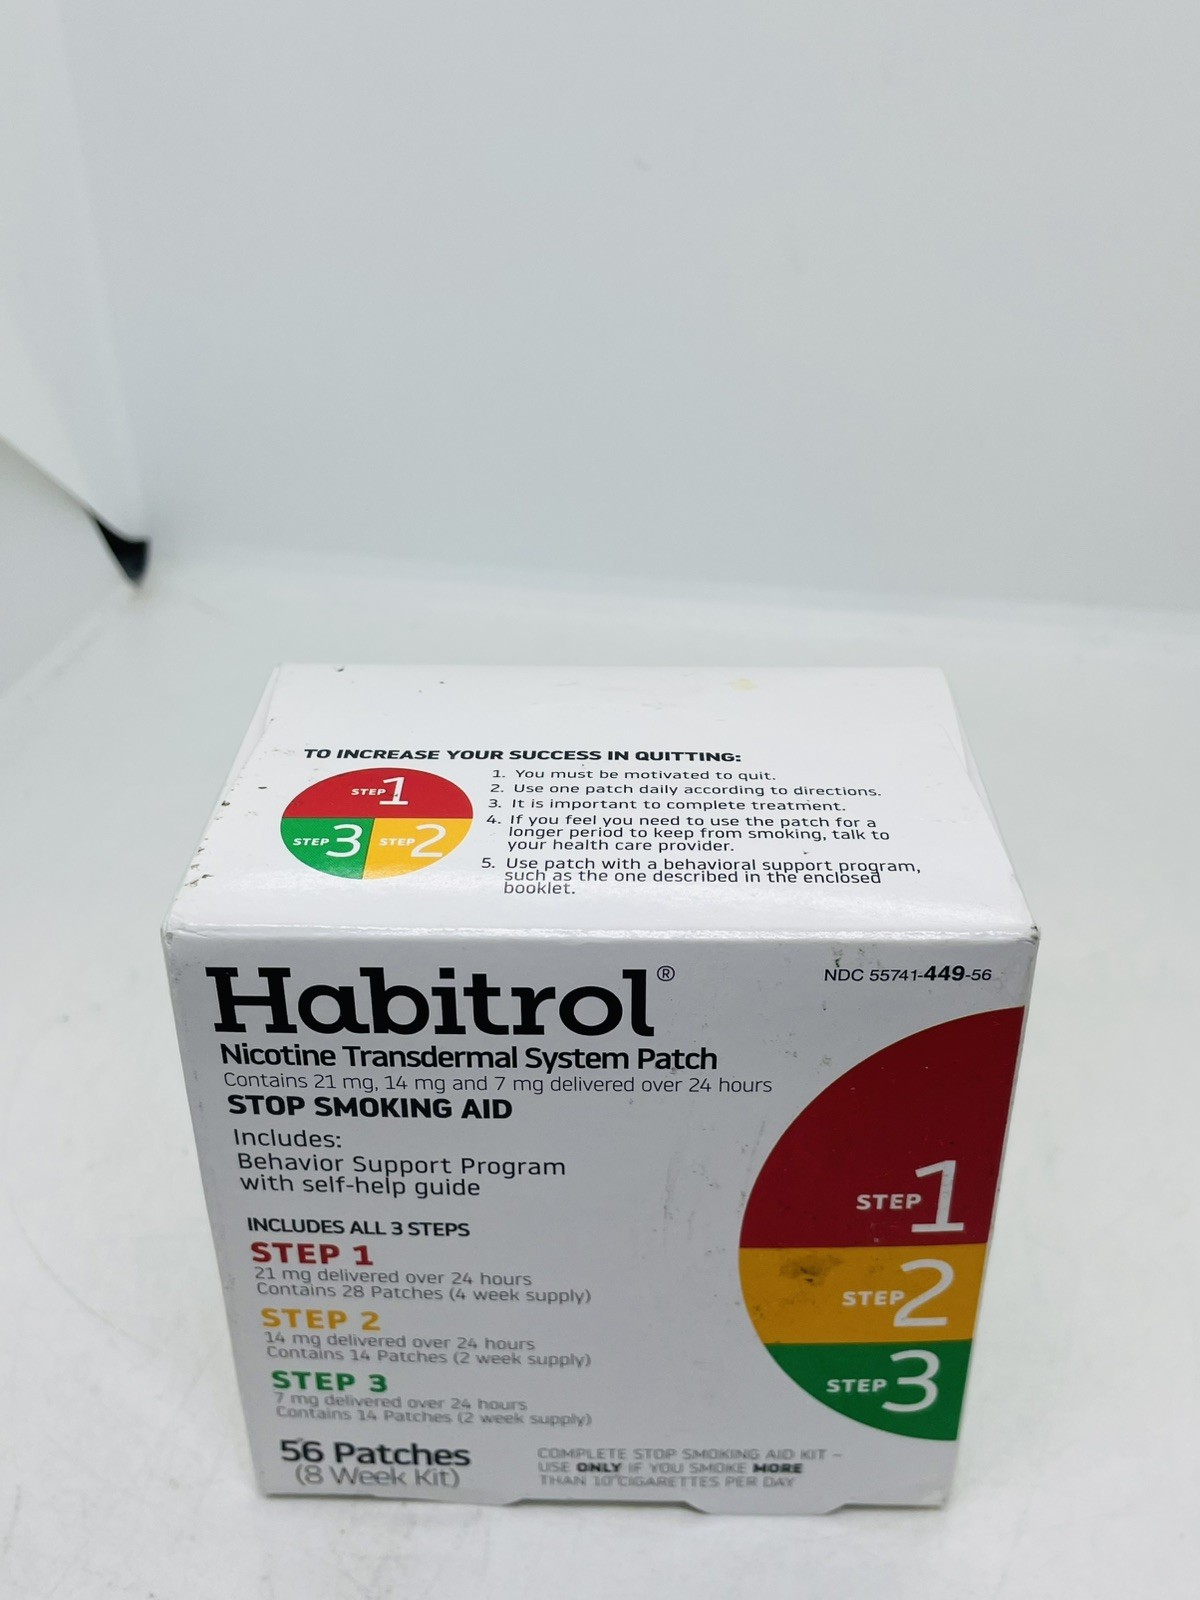 TO INCREASE YOUR SUCCESS IN QUITTING:
STEP 1
STEP 3
STEP 2
1. You must be motivated to quit.
2. Use one patch daily according to directions.
3. It is important to complete treatment.
4. If you feel you need to use the patch for a
longer period to keep from smoking, talk to
your health care provider.
5. Use patch with a behavioral support program,
such as the one described in the enclosed
booklet.
Habitrol®
NDC 55741-449-56
Nicotine Transdermal System Patch
Contains 21 mg, 14 mg and 7 mg delivered over 24 hours
STOP SMOKING AID
Includes:
Behavior Support Program
with self-help guide
INCLUDES ALL 3 STEPS
STEP 1
21 mg delivered over 24 hours
Contains 28 Patches (4 week supply)
STEP 2
14 mg delivered over 24 hours
Contains 14 Patches (2 week supply)
STEP 3
7 mg delivered over 24 hours
Contains 14 Patches (2 week supply)
56 Patches
(8 Week Kit)
STEP 1
STEP 2
STEP 3
COMPLETE STOP SMOKING AID KIT –
USE ONLY IF YOU SMOKE MORE
THAN 10 CIGARETTES PER DAY